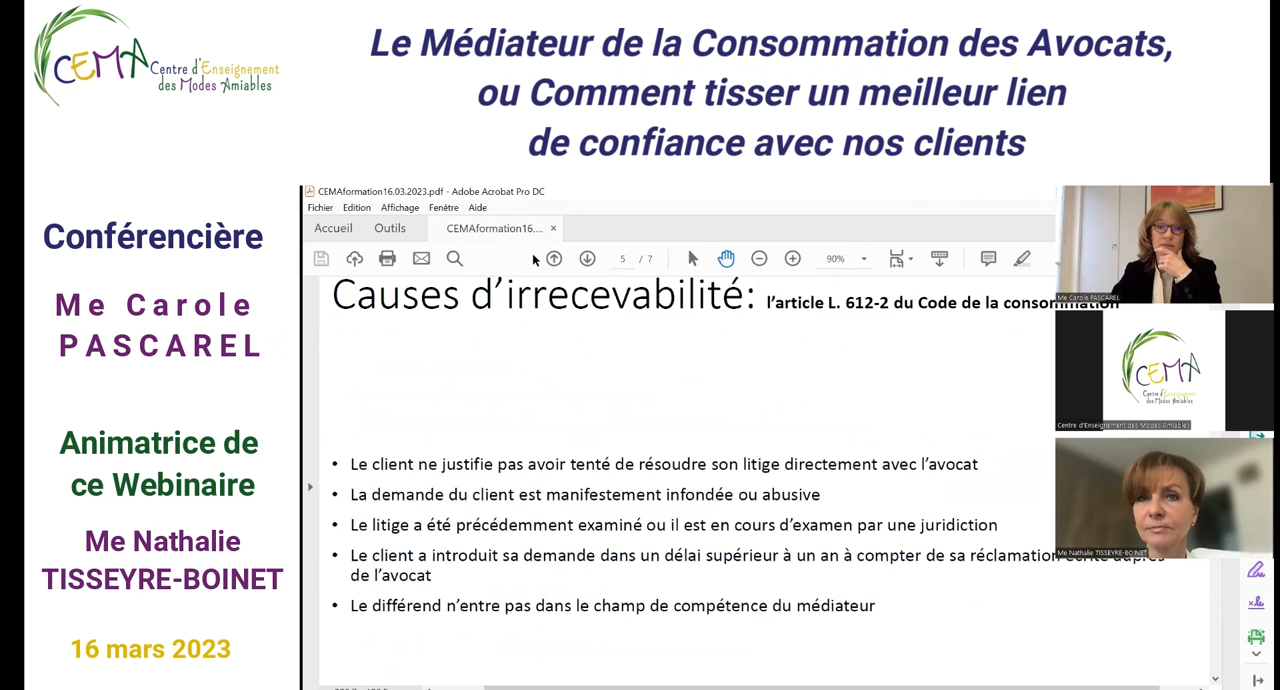 CEMA Centre d'Enseignement
des Modes Amiables
Le Médiateur de la Consommation des Avocats,
ou Comment tisser un meilleur lien
de confiance avec nos clients
Conférencière
Me Carole
PASCAREL
Animatrice de
ce Webinaire
Me Nathalie
TISSEYRE-BOINET
16 mars 2023
CEMAformation16.03.2023.pdf - Adobe Acrobat Pro DC
Fichier Edition Affichage Fenêtre Aide
Accueil Outils CEMAformation16.... ×
5 / 7 90%
Causes d'irrecevabilité: l'article L. 612-2 du Code de la consommation
• Le client ne justifie pas avoir tenté de résoudre son litige directement avec l'avocat
• La demande du client est manifestement infondée ou abusive
• Le litige a été précédemment examiné ou il est en cours d'examen par une juridiction
• Le client a introduit sa demande dans un délai supérieur à un an à compter de sa réclamation écrite auprès
de l'avocat
• Le différend n'entre pas dans le champ de compétence du médiateur
Me Carole PASCAREL
CEMA
Centre d'Enseignement
des Modes Amiables
Centre d'Enseignement des Modes Amiables
Me Nathalie TISSEYRE-BOINET